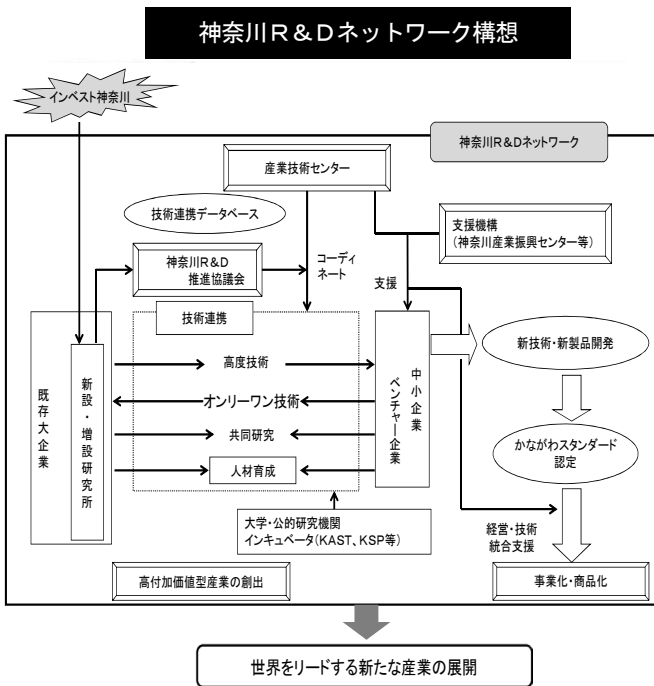 神奈川R&Dネットワーク構想
インベスト神奈川
神奈川R&Dネットワーク
産業技術センター
技術連携データベース
支援機構
(神奈川産業振興センター等)
神奈川R&D
推進協議会
コーディ
ネート
支援
技術連携
既存大企業
新設・増設研究所
高度技術
オンリーワン技術
共同研究
人材育成
中小企業
ベンチャー企業
新技術・新製品開発
かながわスタンダード
認定
大学・公的研究機関
インキュベータ(KAST、KSP等)
経営・技術
統合支援
高付加価値型産業の創出
事業化・商品化
世界をリードする新たな産業の展開